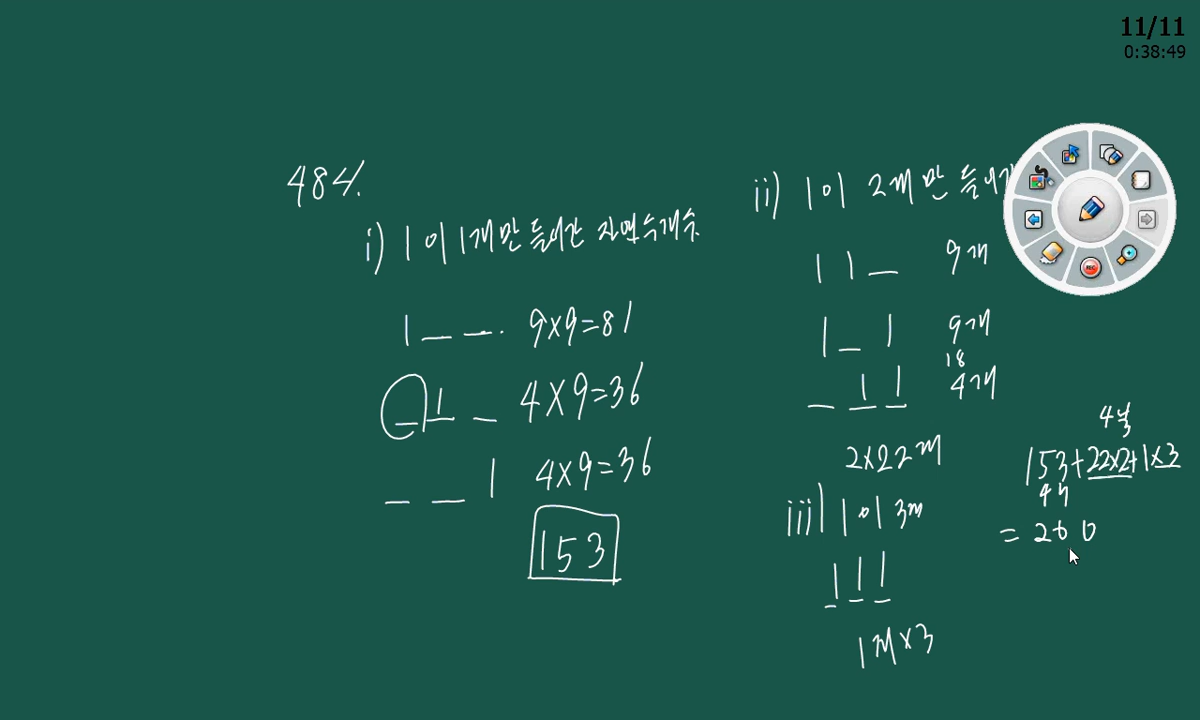 11/11
0:38:49
484.
i) 1이 1개만 들어간 자연수개수.
1 _ _ . 9×9=81
_ 1 _ 4×9=36
_ _ 1 4×9=36
153
ii) 1이 2개만 들어간
1 1 _ 9개
1 _ 1 9개
18
_ 1 1 4개
2×22개
iii) 1이 3개
1 1 1
1개×3
153+22×2+1×3
44
=200
REC